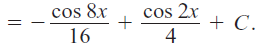 = − cos 8x / 16 + cos 2x / 4 + C.